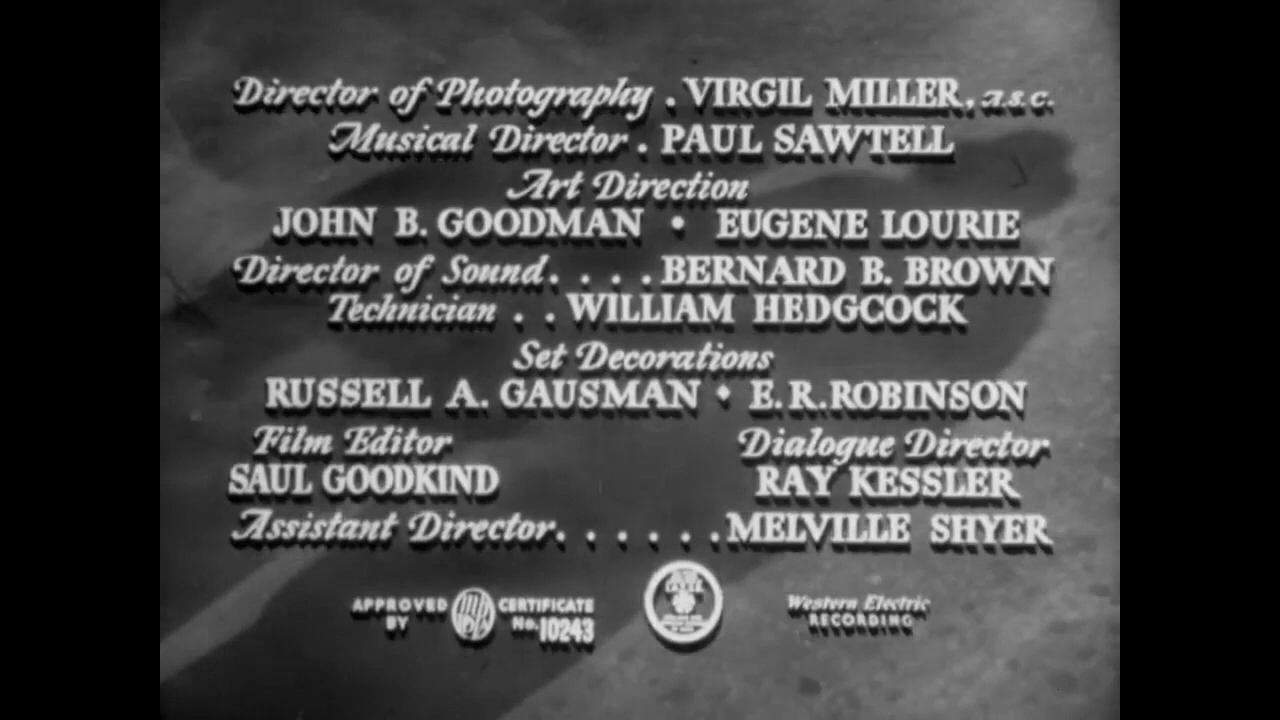 Director of Photography . VIRGIL MILLER, A.S.C.
Musical Director . PAUL SAWTELL
Art Direction
JOHN B. GOODMAN • EUGENE LOURIE
Director of Sound. . . . BERNARD B. BROWN
Technician . . WILLIAM HEDGCOCK
Set Decorations
RUSSELL A. GAUSMAN • E. R. ROBINSON
Film Editor
SAUL GOODKIND
Dialogue Director
RAY KESSLER
Assistant Director. . . . . . MELVILLE SHYER
APPROVED BY
CERTIFICATE No. 10243
Western Electric
RECORDING